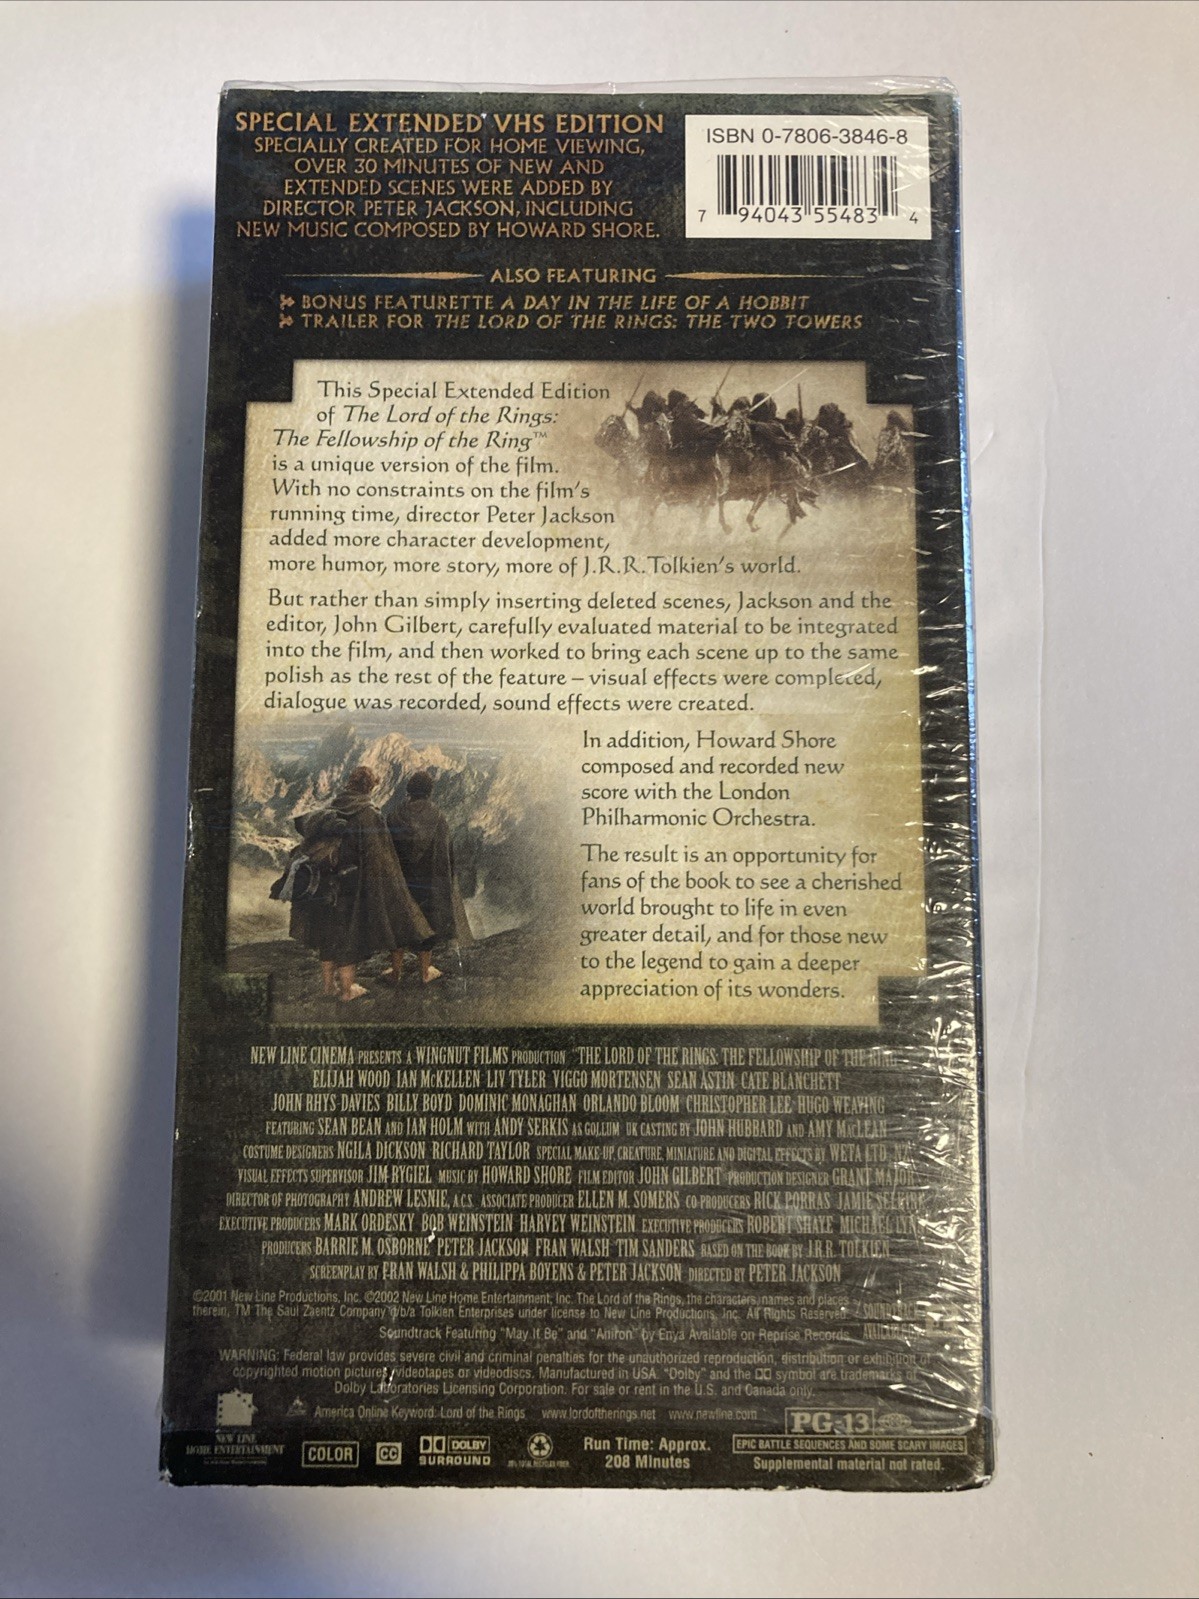 SPECIAL EXTENDED VHS EDITION
SPECIALLY CREATED FOR HOME VIEWING,
OVER 30 MINUTES OF NEW AND
EXTENDED SCENES WERE ADDED BY
DIRECTOR PETER JACKSON, INCLUDING
NEW MUSIC COMPOSED BY HOWARD SHORE.
ISBN 0-7806-3846-8
7 94043 55483 4
ALSO FEATURING
BONUS FEATURETTE A DAY IN THE LIFE OF A HOBBIT
TRAILER FOR THE LORD OF THE RINGS: THE TWO TOWERS
This Special Extended Edition
of The Lord of the Rings:
The Fellowship of the Ring™
is a unique version of the film.
With no constraints on the film's
running time, director Peter Jackson
added more character development,
more humor, more story, more of J.R.R. Tolkien's world.
But rather than simply inserting deleted scenes, Jackson and the
editor, John Gilbert, carefully evaluated material to be integrated
into the film, and then worked to bring each scene up to the same
polish as the rest of the feature – visual effects were completed,
dialogue was recorded, sound effects were created.
In addition, Howard Shore
composed and recorded new
score with the London
Philharmonic Orchestra.
The result is an opportunity for
fans of the book to see a cherished
world brought to life in even
greater detail, and for those new
to the legend to gain a deeper
appreciation of its wonders.
NEW LINE CINEMA PRESENTS A WINGNUT FILMS PRODUCTION "THE LORD OF THE RINGS: THE FELLOWSHIP OF THE RING"
ELIJAH WOOD IAN McKELLEN LIV TYLER VIGGO MORTENSEN SEAN ASTIN CATE BLANCHETT
JOHN RHYS-DAVIES BILLY BOYD DOMINIC MONAGHAN ORLANDO BLOOM CHRISTOPHER LEE HUGO WEAVING
FEATURING SEAN BEAN AND IAN HOLM WITH ANDY SERKIS AS GOLLUM UK CASTING BY JOHN HUBBARD AND AMY MacLEAN
COSTUME DESIGNERS NGILA DICKSON RICHARD TAYLOR SPECIAL MAKE-UP, CREATURE, MINIATURE AND DIGITAL EFFECTS BY WETA LTD, NZ
VISUAL EFFECTS SUPERVISOR JIM RYGIEL MUSIC BY HOWARD SHORE FILM EDITOR JOHN GILBERT PRODUCTION DESIGNER GRANT MAJOR
DIRECTOR OF PHOTOGRAPHY ANDREW LESNIE, A.C.S. ASSOCIATE PRODUCER ELLEN M. SOMERS CO-PRODUCERS RICK PORRAS JAMIE SELKIRK
EXECUTIVE PRODUCERS MARK ORDESKY BOB WEINSTEIN HARVEY WEINSTEIN EXECUTIVE PRODUCERS ROBERT SHAYE MICHAEL LYNNE
PRODUCERS BARRIE M. OSBORNE PETER JACKSON FRAN WALSH TIM SANDERS BASED ON THE BOOK BY J.R.R. TOLKIEN
SCREENPLAY BY FRAN WALSH & PHILIPPA BOYENS & PETER JACKSON DIRECTED BY PETER JACKSON
©2001 New Line Productions, Inc. ©2002 New Line Home Entertainment, Inc. The Lord of the Rings, the characters, names and places
therein, TM The Saul Zaentz Company d/b/a Tolkien Enterprises under license to New Line Productions, Inc. All Rights Reserved.
SOUNDTRACK
AVAILABLE
Soundtrack Featuring "May It Be" and "Aniron" by Enya Available on Reprise Records
WARNING: Federal law provides severe civil and criminal penalties for the unauthorized reproduction, distribution or exhibition of
copyrighted motion pictures, videotapes or videodiscs. Manufactured in USA. "Dolby" and the DD symbol are trademarks of
Dolby Laboratories Licensing Corporation. For sale or rent in the U.S. and Canada only.
America Online Keyword: Lord of the Rings www.lordoftherings.net www.newline.com
PG-13
EPIC BATTLE SEQUENCES AND SOME SCARY IMAGES
Supplemental material not rated.
NEW LINE
HOME ENTERTAINMENT
COLOR
CC
DOLBY
SURROUND
Run Time: Approx.
208 Minutes